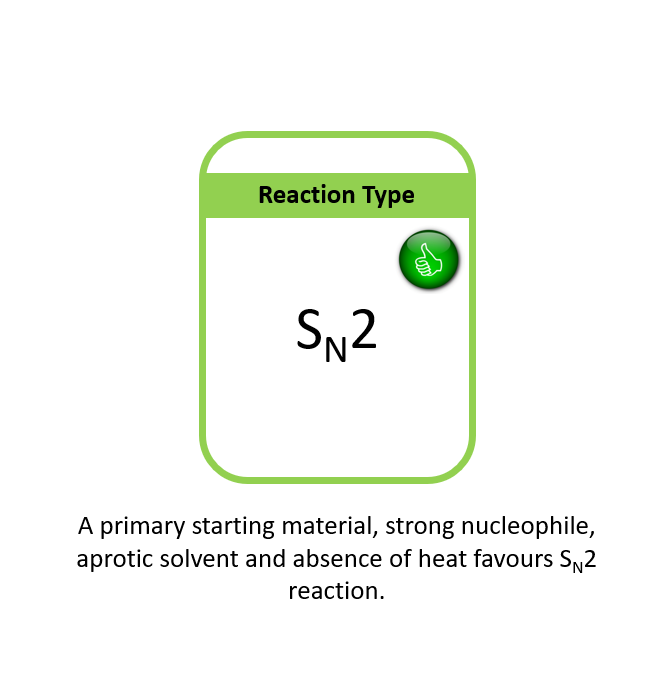 Reaction Type
S_N2
A primary starting material, strong nucleophile,
aprotic solvent and absence of heat favours S_N2
reaction.